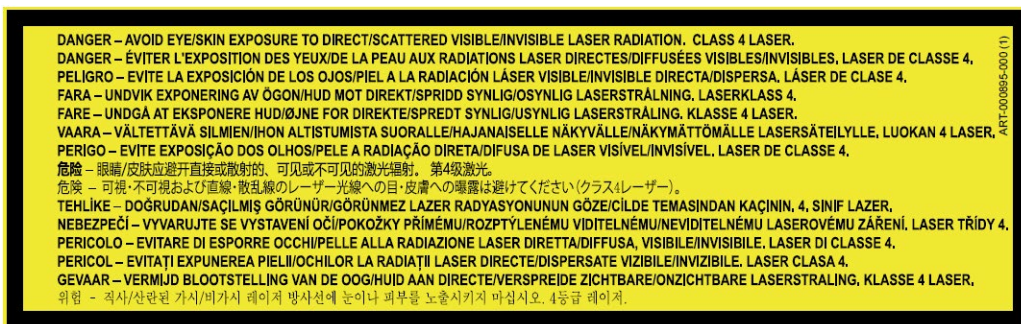 DANGER – AVOID EYE/SKIN EXPOSURE TO DIRECT/SCATTERED VISIBLE/INVISIBLE LASER RADIATION. CLASS 4 LASER.
DANGER – ÉVITER L'EXPOSITION DES YEUX/DE LA PEAU AUX RADIATIONS LASER DIRECTES/DIFFUSÉES VISIBLES/INVISIBLES. LASER DE CLASSE 4.
PELIGRO – EVITE LA EXPOSICIÓN DE LOS OJOS/PIEL A LA RADIACIÓN LÁSER VISIBLE/INVISIBLE DIRECTA/DISPERSA. LÁSER DE CLASE 4.
FARA – UNDVIK EXPONERING AV ÖGON/HUD MOT DIREKT/SPRIDD SYNLIG/OSYNLIG LASERSTRÅLNING. LASERKLASS 4.
FARE – UNDGÅ AT EKSPONERE HUD/ØJNE FOR DIREKTE/SPREDT SYNLIG/USYNLIG LASERSTRÅLING. KLASSE 4 LASER.
VAARA – VÄLTETTÄVÄ SILMIEN/IHON ALTISTUMISTA SUORALLE/HAJANAISELLE NÄKYVÄLLE/NÄKYMÄTTÖMÄLLE LASERSÄTEILYLLE. LUOKAN 4 LASER.
PERIGO – EVITE EXPOSIÇÃO DOS OLHOS/PELE A RADIAÇÃO DIRETA/DIFUSA DE LASER VISÍVEL/INVISÍVEL. LASER DE CLASSE 4.
危险 – 眼睛/皮肤应避开直接或散射的、可见或不可见的激光辐射。 第4级激光。
危険 – 可視・不可視および直線・散乱線のレーザー光線への目・皮膚への曝露は避けてください(クラス4レーザー)。
TEHLİKE – DOĞRUDAN/SAÇILMIŞ GÖRÜNÜR/GÖRÜNMEZ LAZER RADYASYONUNUN GÖZE/CİLDE TEMASINDAN KAÇININ. 4. SINIF LAZER.
NEBEZPEČÍ – VYVARUJTE SE VYSTAVENÍ OČÍ/POKOŽKY PŘÍMÉMU/ROZPTÝLENÉMU VIDITELNÉMU/NEVIDITELNÉMU LASEROVÉMU ZÁŘENÍ. LASER TŘÍDY 4.
PERICOLO – EVITARE DI ESPORRE OCCHI/PELLE ALLA RADIAZIONE LASER DIRETTA/DIFFUSA, VISIBILE/INVISIBILE. LASER DI CLASSE 4.
PERICOL – EVITAȚI EXPUNEREA PIELII/OCHILOR LA RADIAȚII LASER DIRECTE/DISPERSATE VIZIBILE/INVIZIBILE. LASER CLASA 4.
GEVAAR – VERMIJD BLOOTSTELLING VAN DE OOG/HUID AAN DIRECTE/VERSPREIDE ZICHTBARE/ONZICHTBARE LASERSTRALING. KLASSE 4 LASER.
위험 - 직사/산란된 가시/비가시 레이저 방사선에 눈이나 피부를 노출시키지 마십시오. 4등급 레이저.
ART-000895-000 (1)